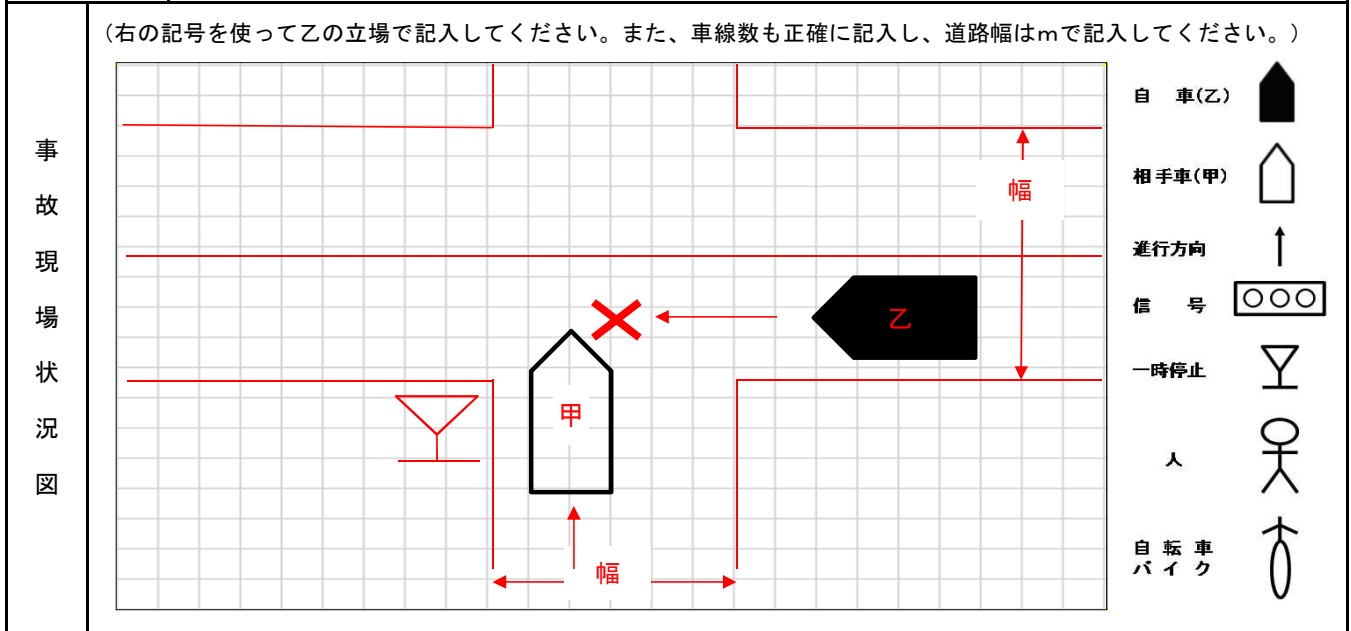 (右の記号を使って乙の立場で記入してください。また、車線数も正確に記入し、道路幅はmで記入してください。)
事故現場状況図
幅
乙
甲
幅
自 車(乙)
相手車(甲)
進行方向
信 号
一時停止
人
自転車
バイク